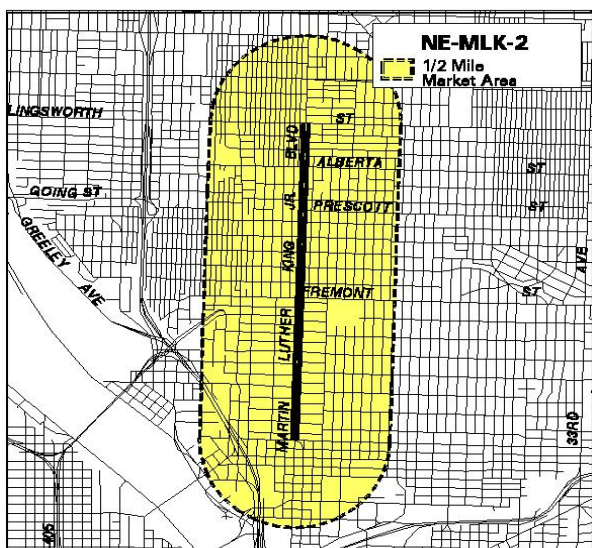 NE-MLK-2
1/2 Mile
Market Area
LINGSWORTH
ST
ALBERTA
ST
GOING ST
PRESCOTT
ST
GREELEY AVE
FREMONT
ST
AVE
33RD
MARTIN LUTHER KING JR. BLVD
405